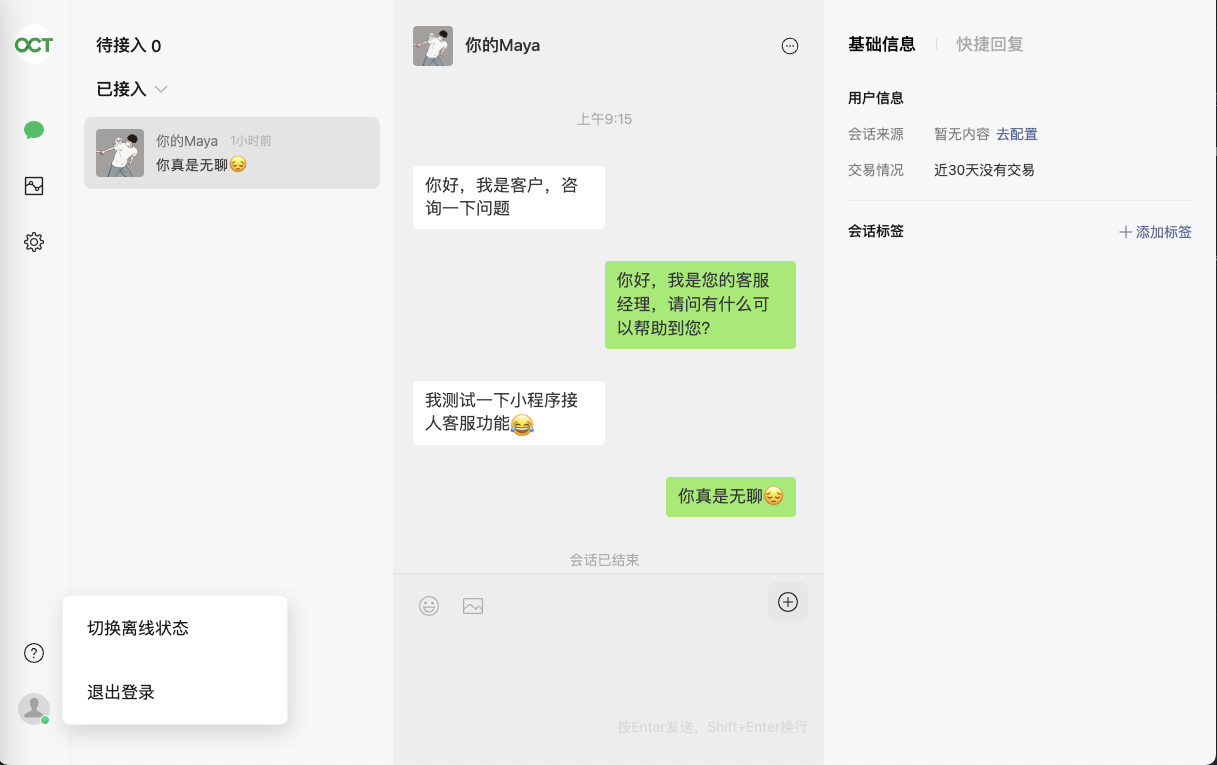 OCT
待接入 0
已接入
你的Maya 1小时前
你真是无聊😔
切换离线状态
退出登录
你的Maya
上午9:15
你好，我是客户，咨
询一下问题
你好，我是您的客服
经理，请问有什么可
以帮助到您?
我测试一下小程序接
人客服功能😂
你真是无聊😔
会话已结束
按Enter发送，Shift+Enter换行
基础信息 快捷回复
用户信息
会话来源 暂无内容 去配置
交易情况 近30天没有交易
会话标签 添加标签